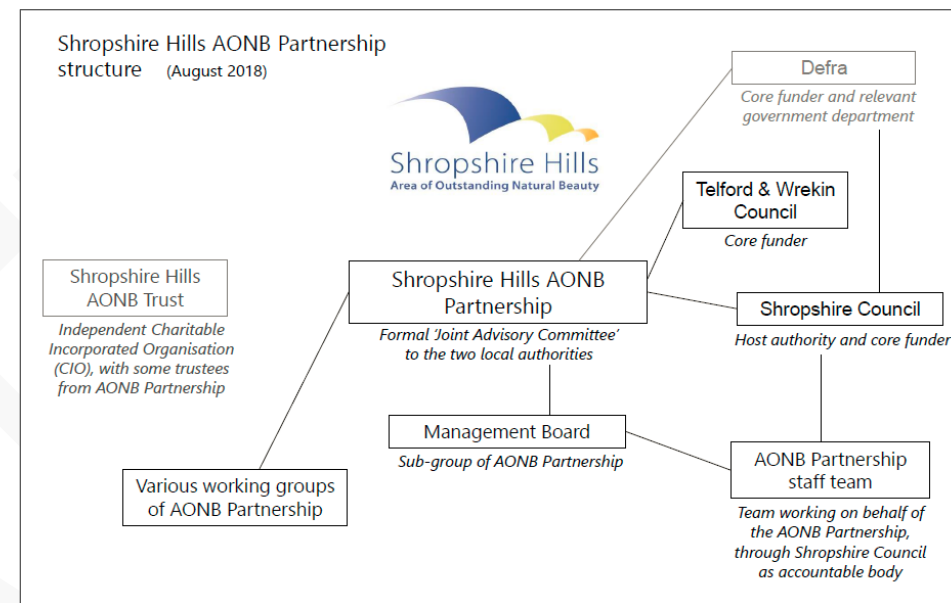 Shropshire Hills AONB Partnership
structure (August 2018)
Shropshire Hills
Area of Outstanding Natural Beauty
Defra
Core funder and relevant
government department
Telford & Wrekin
Council
Core funder
Shropshire Hills
AONB Trust
Independent Charitable
Incorporated Organisation
(CIO), with some trustees
from AONB Partnership
Shropshire Hills AONB
Partnership
Formal 'Joint Advisory Committee'
to the two local authorities
Shropshire Council
Host authority and core funder
Management Board
Sub-group of AONB Partnership
Various working groups
of AONB Partnership
AONB Partnership
staff team
Team working on behalf of
the AONB Partnership,
through Shropshire Council
as accountable body